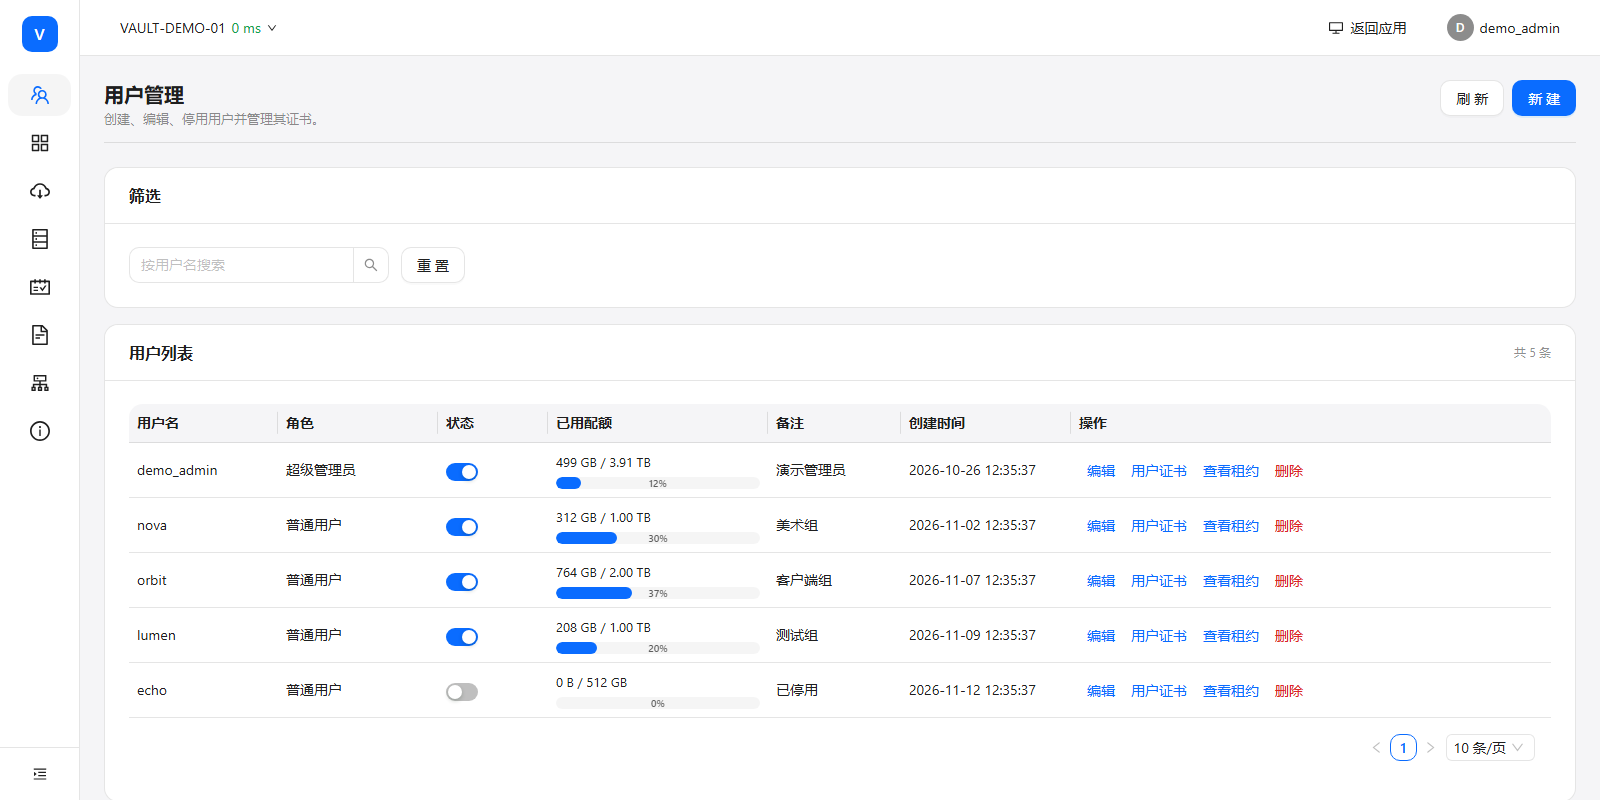 V
VAULT-DEMO-01 0 ms
返回应用
D demo_admin
用户管理
创建、编辑、停用用户并管理其证书。
刷 新
新 建
筛选
按用户名搜索
重 置
用户列表
共 5 条
用户名 角色 状态 已用配额 备注 创建时间 操作
demo_admin 超级管理员 499 GB / 3.91 TB 12% 演示管理员 2026-10-26 12:35:37 编辑 用户证书 查看租约 删除
nova 普通用户 312 GB / 1.00 TB 30% 美术组 2026-11-02 12:35:37 编辑 用户证书 查看租约 删除
orbit 普通用户 764 GB / 2.00 TB 37% 客户端组 2026-11-07 12:35:37 编辑 用户证书 查看租约 删除
lumen 普通用户 208 GB / 1.00 TB 20% 测试组 2026-11-09 12:35:37 编辑 用户证书 查看租约 删除
echo 普通用户 0 B / 512 GB 0% 已停用 2026-11-12 12:35:37 编辑 用户证书 查看租约 删除
1 10 条/页